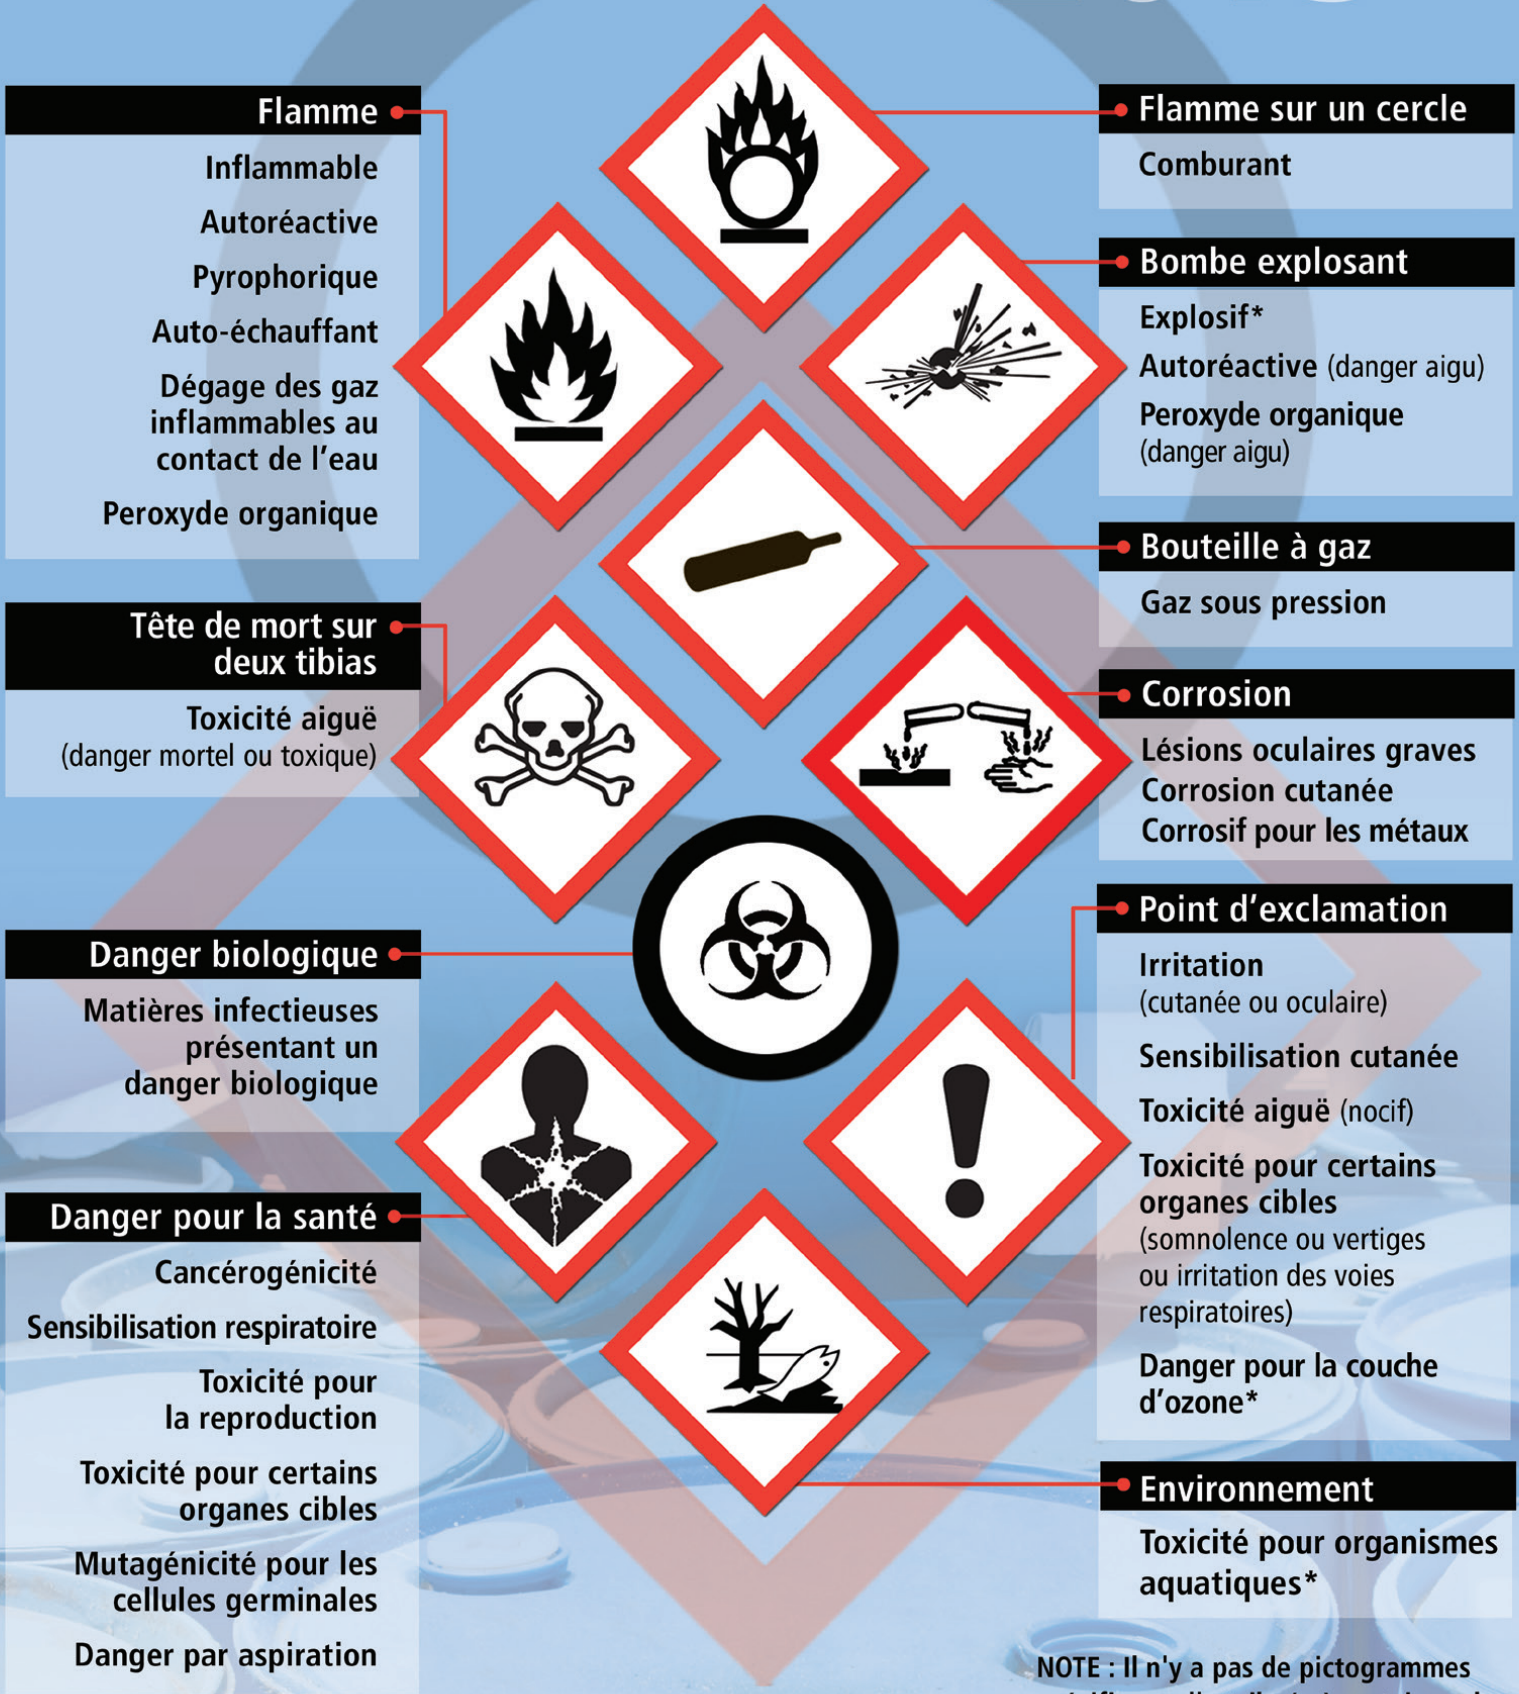 Flamme
Inflammable
Autoréactive
Pyrophorique
Auto-échauffant
Dégage des gaz
inflammables au
contact de l'eau
Peroxyde organique
Tête de mort sur
deux tibias
Toxicité aiguë
(danger mortel ou toxique)
Danger biologique
Matières infectieuses
présentant un
danger biologique
Danger pour la santé
Cancérogénicité
Sensibilisation respiratoire
Toxicité pour
la reproduction
Toxicité pour certains
organes cibles
Mutagénicité pour les
cellules germinales
Danger par aspiration
Flamme sur un cercle
Comburant
Bombe explosant
Explosif*
Autoréactive (danger aigu)
Peroxyde organique
(danger aigu)
Bouteille à gaz
Gaz sous pression
Corrosion
Lésions oculaires graves
Corrosion cutanée
Corrosif pour les métaux
Point d'exclamation
Irritation
(cutanée ou oculaire)
Sensibilisation cutanée
Toxicité aiguë (nocif)
Toxicité pour certains
organes cibles
(somnolence ou vertiges
ou irritation des voies
respiratoires)
Danger pour la couche
d'ozone*
Environnement
Toxicité pour organismes
aquatiques*
NOTE : Il n'y a pas de pictogrammes